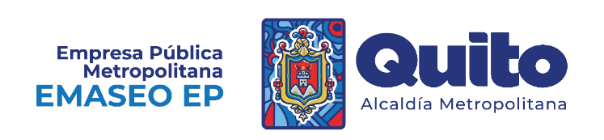 Empresa Pública
Metropolitana
EMASEO EP
Quito
Alcaldía Metropolitana